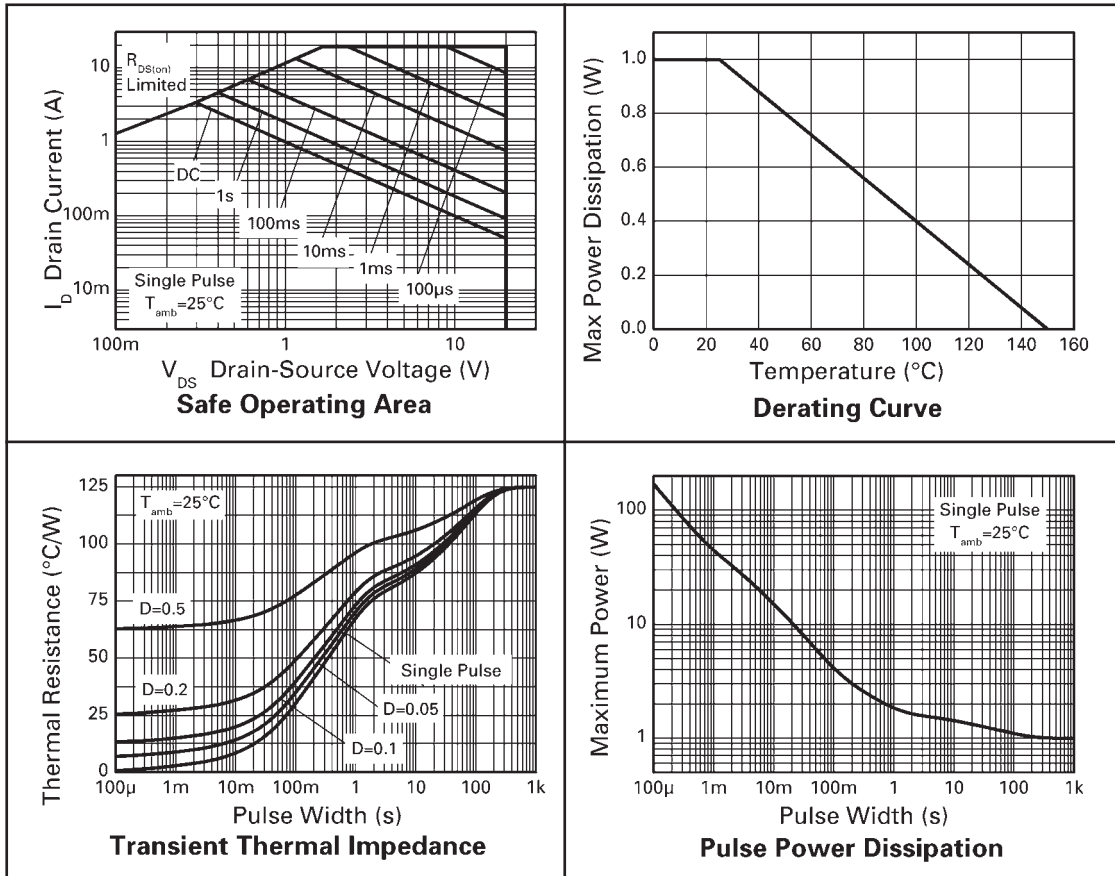 I_D Drain Current (A)
10
1
100m
10m
R_DS(on)
Limited
DC
1s
100ms
10ms
1ms
100µs
Single Pulse
T_amb=25°C
100m 1 10
V_DS Drain-Source Voltage (V)
Safe Operating Area
Max Power Dissipation (W)
1.0
0.8
0.6
0.4
0.2
0.0
0 20 40 60 80 100 120 140 160
Temperature (°C)
Derating Curve
Thermal Resistance (°C/W)
125
100
75
50
25
0
T_amb=25°C
D=0.5
D=0.2
Single Pulse
D=0.05
D=0.1
100µ 1m 10m 100m 1 10 100 1k
Pulse Width (s)
Transient Thermal Impedance
Maximum Power (W)
100
10
1
Single Pulse
T_amb=25°C
100µ 1m 10m 100m 1 10 100 1k
Pulse Width (s)
Pulse Power Dissipation